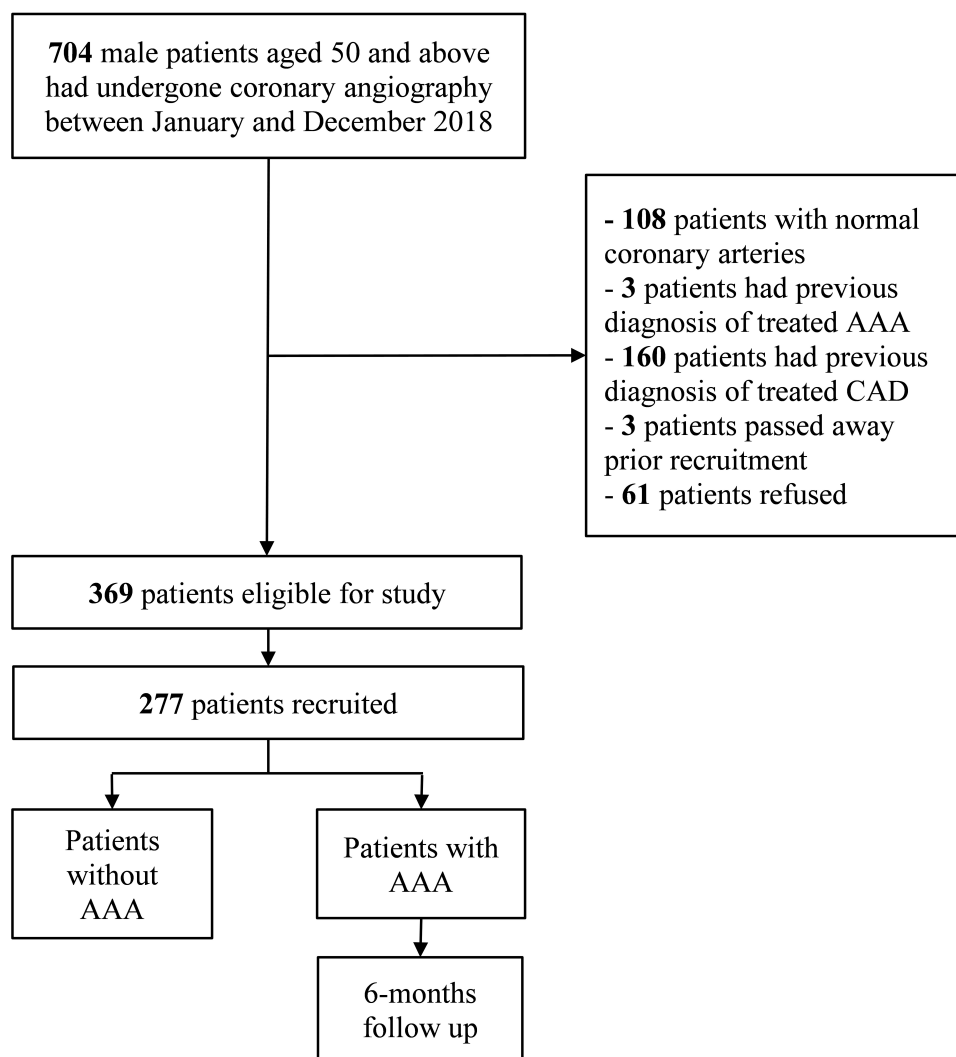 704 male patients aged 50 and above
had undergone coronary angiography
between January and December 2018
- 108 patients with normal
coronary arteries
- 3 patients had previous
diagnosis of treated AAA
- 160 patients had previous
diagnosis of treated CAD
- 3 patients passed away
prior recruitment
- 61 patients refused
369 patients eligible for study
277 patients recruited
Patients
without
AAA
Patients with
AAA
6-months
follow up